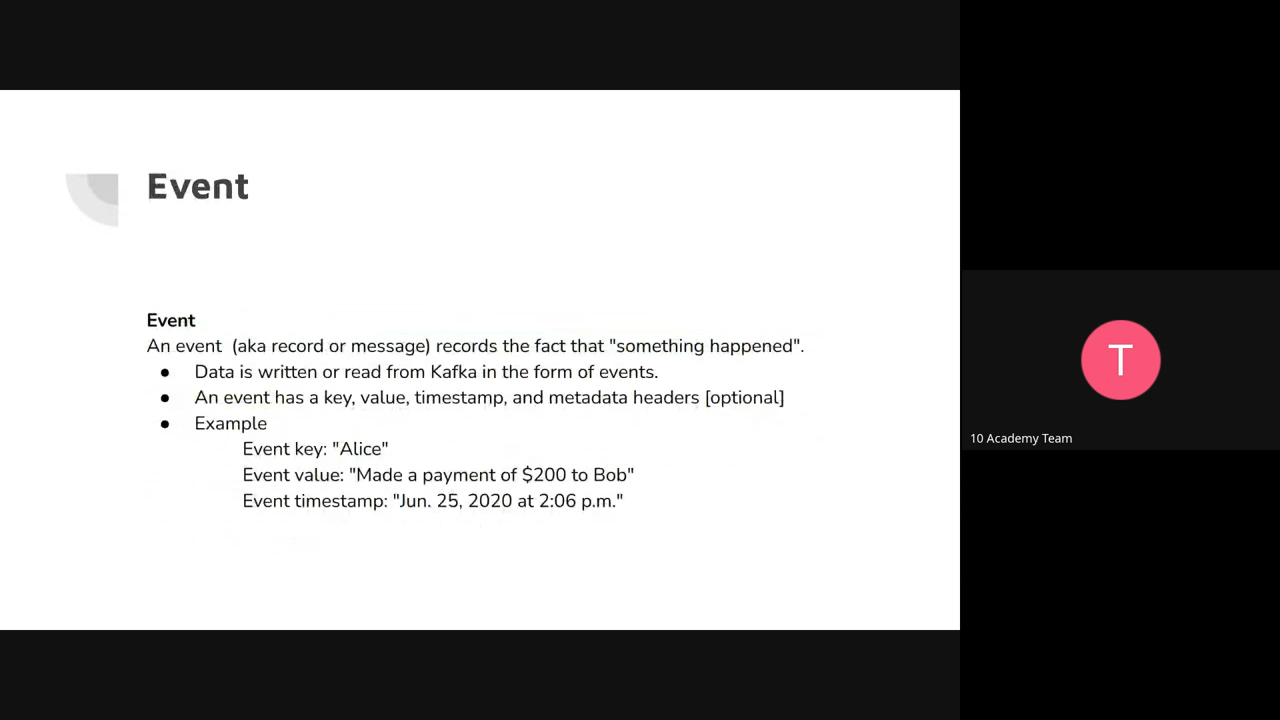 Event
Event
An event (aka record or message) records the fact that "something happened".
● Data is written or read from Kafka in the form of events.
● An event has a key, value, timestamp, and metadata headers [optional]
● Example
Event key: "Alice"
Event value: "Made a payment of $200 to Bob"
Event timestamp: "Jun. 25, 2020 at 2:06 p.m."
T
10 Academy Team